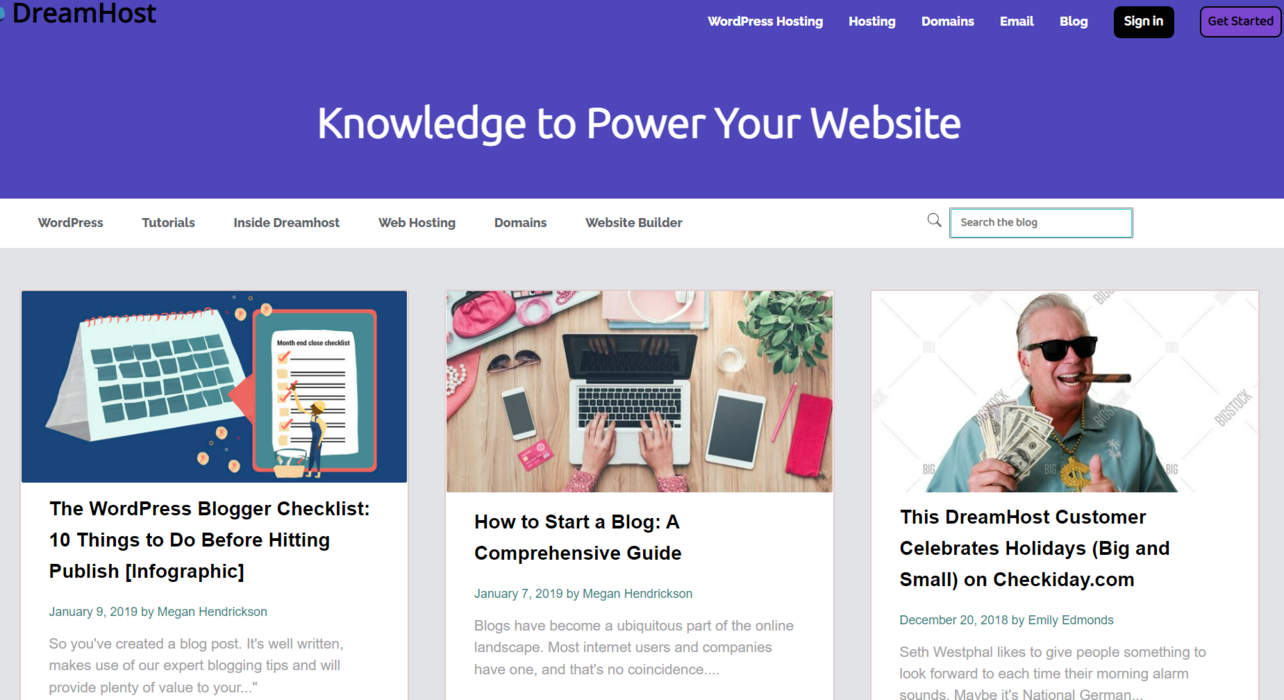 DreamHost
WordPress Hosting Hosting Domains Email Blog Sign in Get Started
Knowledge to Power Your Website
WordPress Tutorials Inside Dreamhost Web Hosting Domains Website Builder Search the blog
Month end close checklist
BIGSTOCK
BIGSTOCK
BIG BIG BIG
The WordPress Blogger Checklist:
10 Things to Do Before Hitting
Publish [Infographic]
January 9, 2019 by Megan Hendrickson
So you've created a blog post. It's well written,
makes use of our expert blogging tips and will
provide plenty of value to your..."
How to Start a Blog: A
Comprehensive Guide
January 7, 2019 by Megan Hendrickson
Blogs have become a ubiquitous part of the online
landscape. Most internet users and companies
have one, and that's no coincidence....
This DreamHost Customer
Celebrates Holidays (Big and
Small) on Checkiday.com
December 20, 2018 by Emily Edmonds
Seth Westphal likes to give people something to
look forward to each time their morning alarm
sounds. Maybe it's National German...